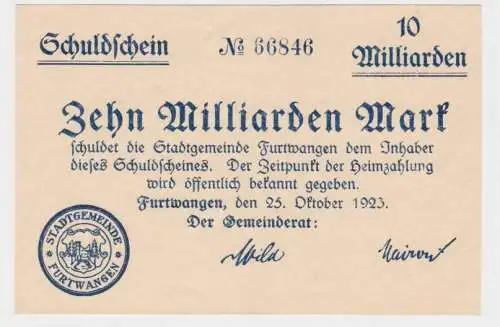 Schuldschein
№ 66846
10
Milliarden
Zehn Milliarden Mark
schuldet die Stadtgemeinde Furtwangen dem Inhaber
dieses Schuldscheines. Der Zeitpunkt der Heimzahlung
wird öffentlich bekannt gegeben.
Furtwangen, den 25. Oktober 1923.
Der Gemeinderat:
STADTGEMEINDE
FURTWANGEN